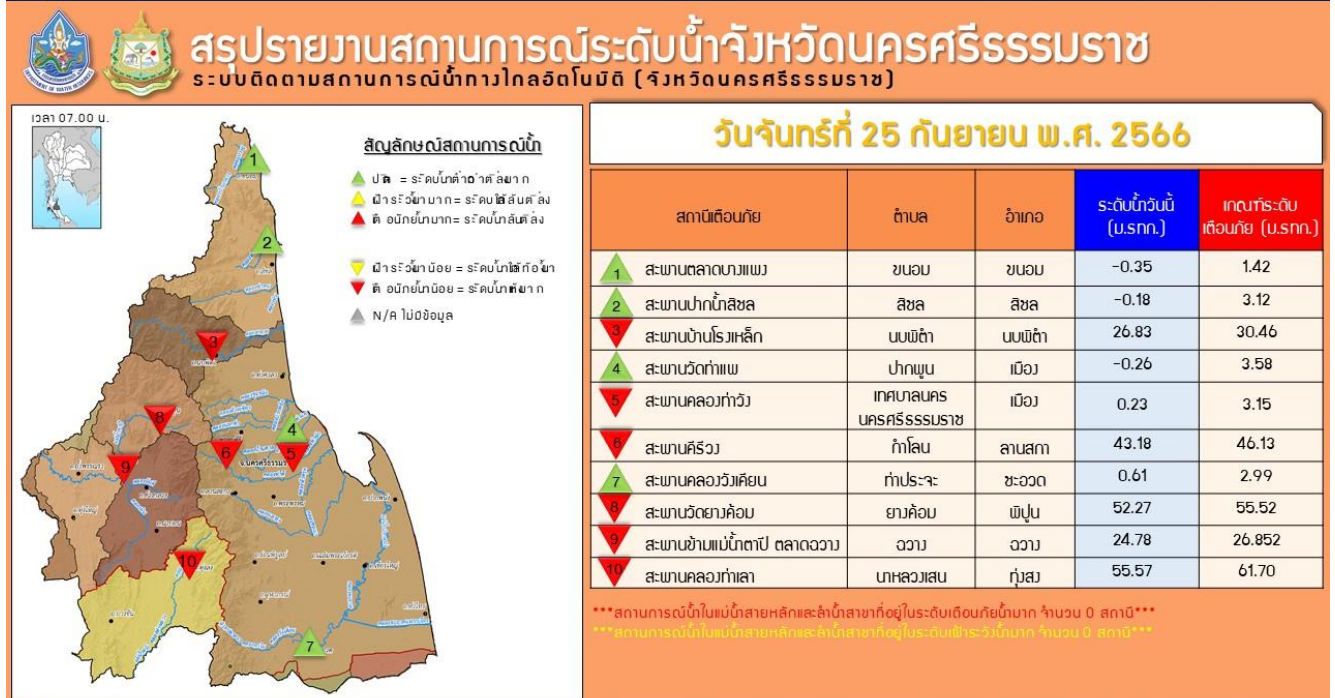 สรุปรายงานสถานการณ์ระดับน้ำจังหวัดนครศรีธรรมราช
ระบบติดตามสถานการณ์น้ำทางไกลอัตโนมัติ (จังหวัดนครศรีธรรมราช)
เวลา 07.00 น.
สัญลักษณ์สถานการณ์น้ำ
N/A ไม่มีข้อมูล
1
2
3
4
5
6
7
8
9
10
วันจันทร์ที่ 25 กันยายน พ.ศ. 2566
สถานีเตือนภัย ตำบล อำเภอ ระดับน้ำวันนี้ (ม.รทก.) เกณฑ์ระดับเตือนภัย (ม.รทก.)
1 สะพานตลาดบางแพง ขนอม ขนอม -0.35 1.42
2 สะพานปากน้ำสิชล สิชล สิชล -0.18 3.12
3 สะพานบ้านโรงเหล็ก นบพิตำ นบพิตำ 26.83 30.46
4 สะพานวัดท่าแพ ปากพูน เมือง -0.26 3.58
5 สะพานคลองท่าวัง เทศบาลนครนครศรีธรรมราช เมือง 0.23 3.15
6 สะพานคีรีวง กำโลน ลานสกา 43.18 46.13
7 สะพานคลองวังเคียน ท่าประจะ ชะอวด 0.61 2.99
8 สะพานวัดยางค้อม ยางค้อม พิปูน 52.27 55.52
9 สะพานข้ามแม่น้ำตาปี ตลาดฉวาง ฉวาง ฉวาง 24.78 26.852
10 สะพานคลองท่าเลา นาหลวงเสน ทุ่งสง 55.57 61.70
***สถานการณ์น้ำในแม่น้ำสายหลักและลำน้ำสาขาที่อยู่ในระดับเตือนภัยน้ำมาก จำนวน 0 สถานี***
***สถานการณ์น้ำในแม่น้ำสายหลักและลำน้ำสาขาที่อยู่ในระดับเฝ้าระวังน้ำมาก จำนวน 0 สถานี***